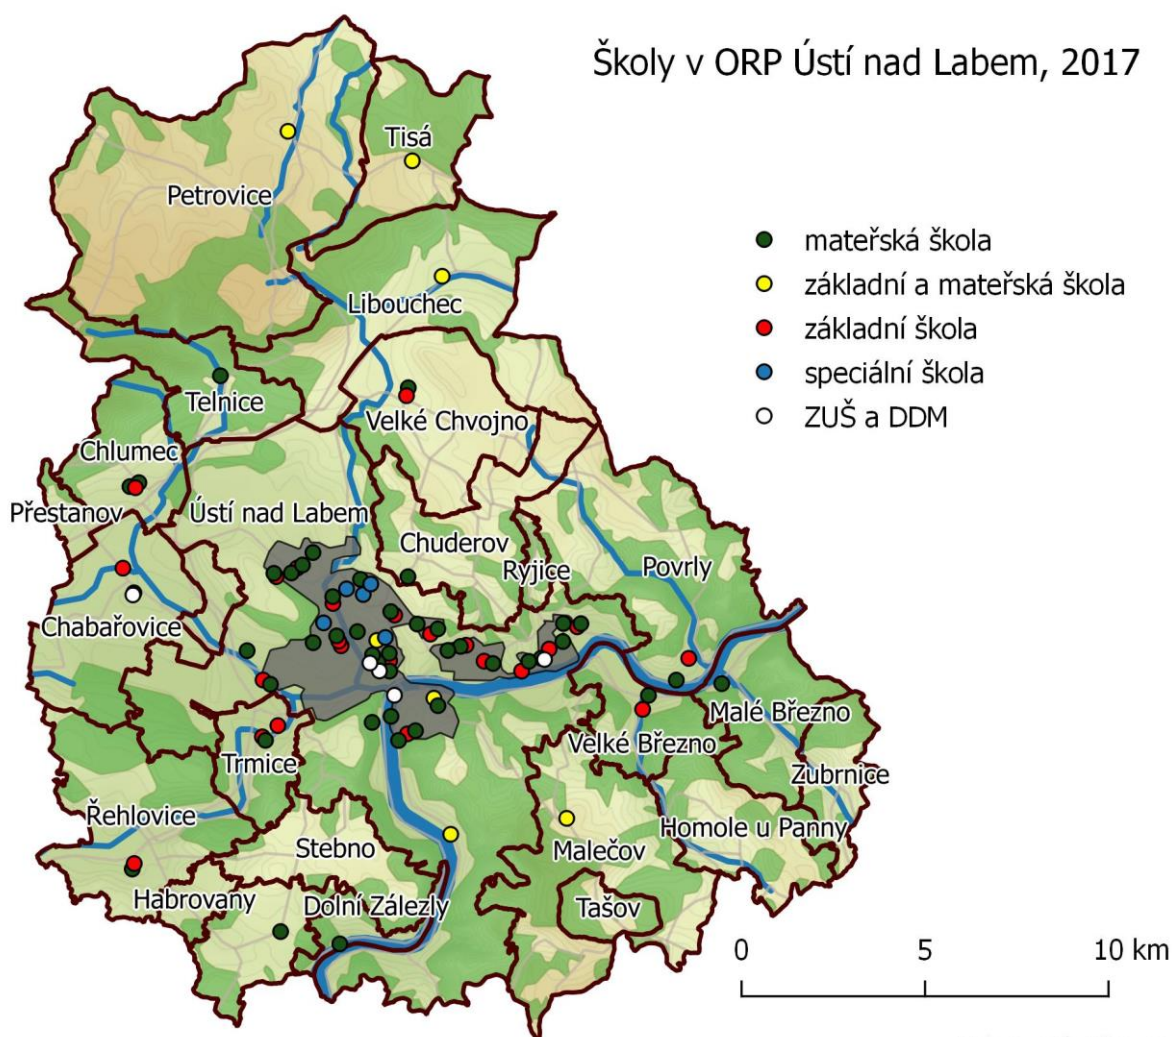 Školy v ORP Ústí nad Labem, 2017
Tisá
Petrovice
mateřská škola
základní a mateřská škola
Libouchec
základní škola
speciální škola
Telnice
Velké Chvojno
ZUŠ a DDM
Chlumec
Přestanov
Ústí nad Labem
Chuderov
Ryjice
Povrly
Chabařovice
Malé Březno
Velké Březno
Trmice
Zubrnice
Řehlovice
Homole u Panny
Stebno
Malečov
Habrovany
Dolní Zálezly
Tašov
0 5 10 km